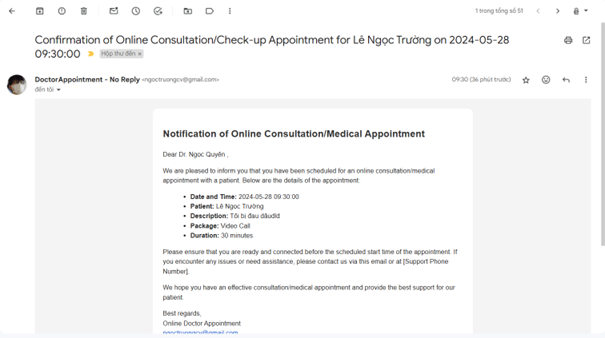 1 trong tổng số 51
Confirmation of Online Consultation/Check-up Appointment for Lê Ngọc Trường on 2024-05-28
09:30:00
Hộp thư đến ×
DoctorAppointment - No Reply <ngoctruongcv@gmail.com>
09:30 (36 phút trước)
đến tôi
Notification of Online Consultation/Medical Appointment
Dear Dr. Ngọc Quyên ,
We are pleased to inform you that you have been scheduled for an online consultation/medical
appointment with a patient. Below are the details of the appointment:
• Date and Time: 2024-05-28 09:30:00
• Patient: Lê Ngọc Trường
• Description: Tôi bị đau dâudld
• Package: Video Call
• Duration: 30 minutes
Please ensure that you are ready and connected before the scheduled start time of the appointment. If
you encounter any issues or need assistance, please contact us via this email or at [Support Phone
Number].
We hope you have an effective consultation/medical appointment and provide the best support for our
patient.
Best regards,
Online Doctor Appointment
ngoctruongcv@gmail.com